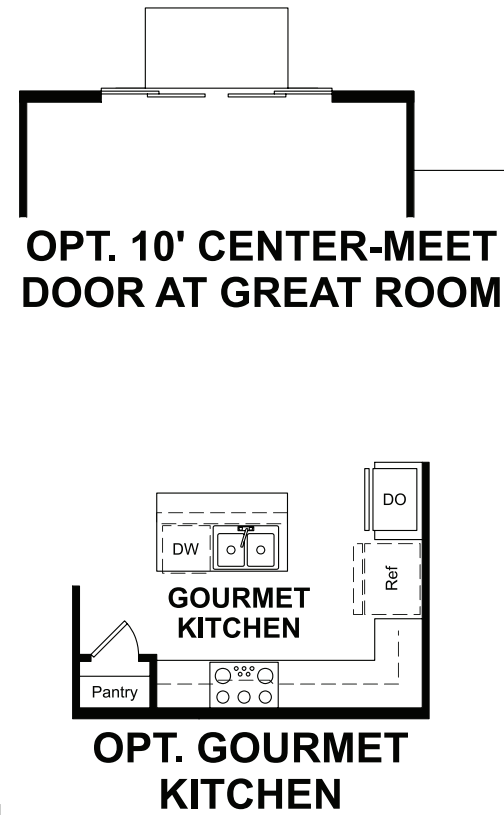 OPT. 10' CENTER-MEET
DOOR AT GREAT ROOM
DO
DW
Ref
GOURMET
KITCHEN
Pantry
OPT. GOURMET
KITCHEN